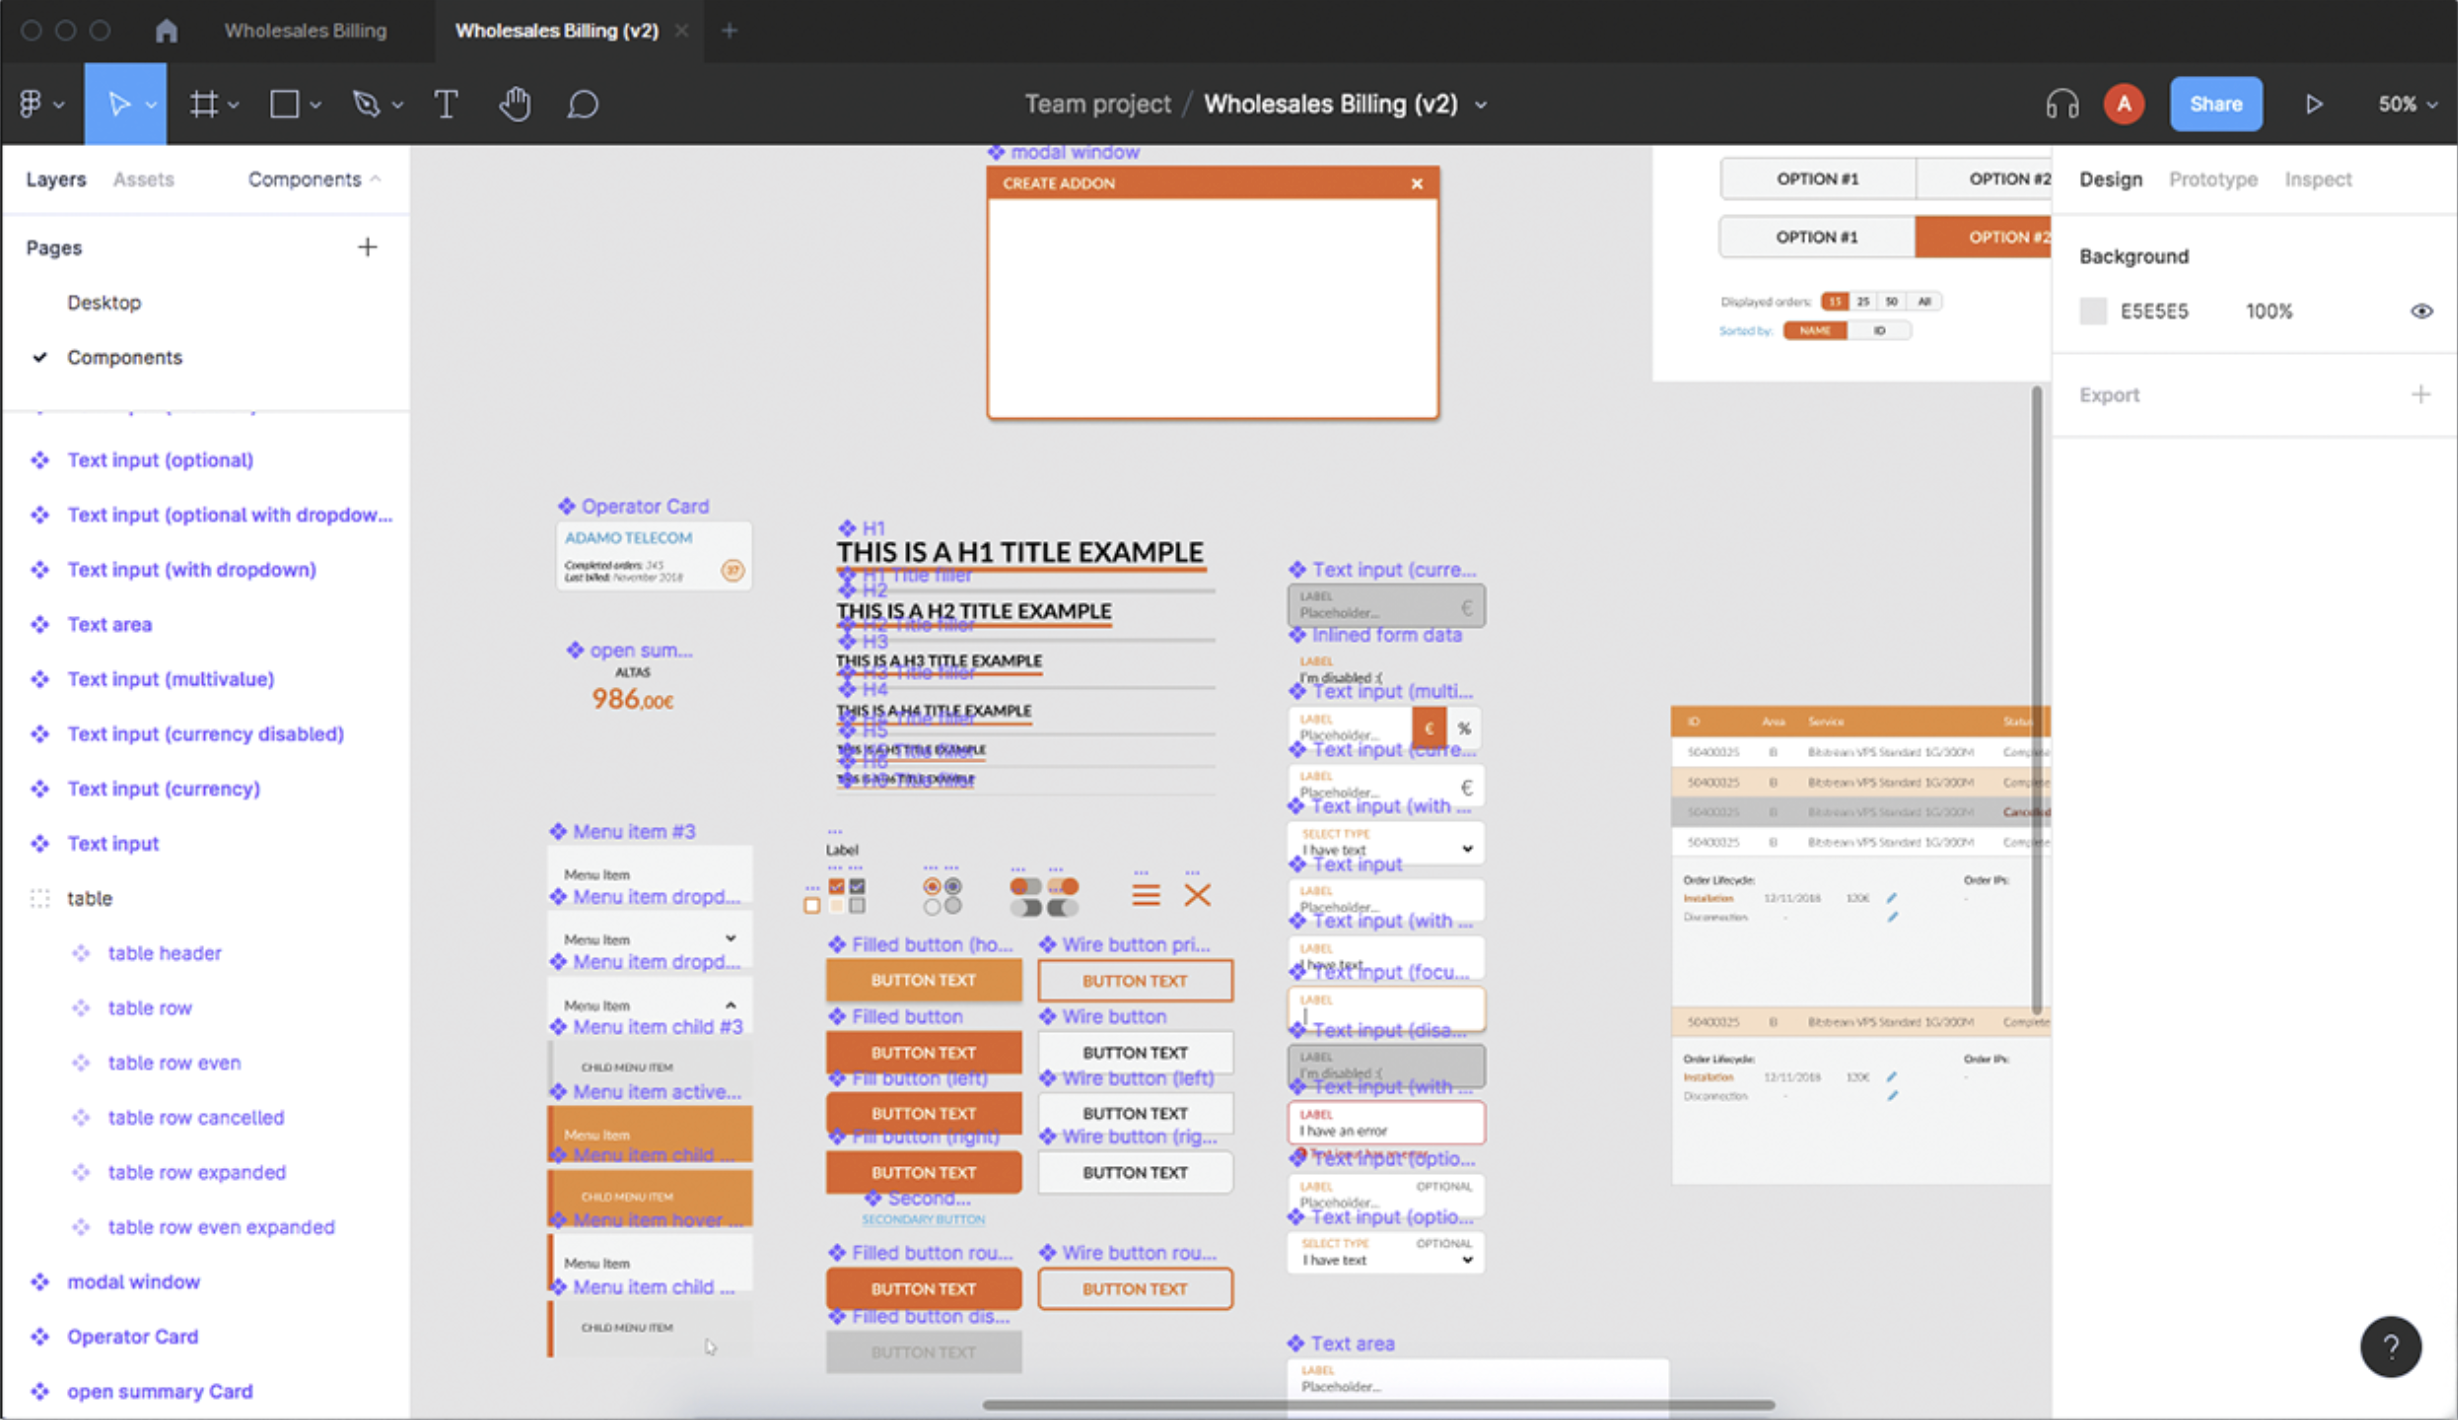 Wholesales Billing
Wholesales Billing (v2)
Team project / Wholesales Billing (v2)
A
Share
50%
Layers
Assets
Components
Pages
Desktop
Components
Text input (optional)
Text input (optional with dropdow...
Text input (with dropdown)
Text area
Text input (multivalue)
Text input (currency disabled)
Text input (currency)
Text input
table
table header
table row
table row even
table row cancelled
table row expanded
table row even expanded
modal window
Operator Card
open summary Card
modal window
CREATE ADDON
Operator Card
ADAMO TELECOM
Completed orders: 245
Last billed: November 2018
37
open sum...
ALTAS
986,00€
Menu item #3
Menu Item
Menu item dropd...
Menu Item
Menu item dropd...
Menu Item
Menu item child #3
CHILD MENU ITEM
Menu item active...
Menu Item
Menu item child ...
CHILD MENU ITEM
Menu item hover ...
Menu Item
Menu item child ...
CHILD MENU ITEM
H1
THIS IS A H1 TITLE EXAMPLE
H1 Title filler
H2
THIS IS A H2 TITLE EXAMPLE
H2 Title filler
H3
THIS IS A H3 TITLE EXAMPLE
H3 Title filler
H4
THIS IS A H4 TITLE EXAMPLE
H4 Title filler
H5
THIS IS A H5 TITLE EXAMPLE
H6
Label
Filled button (ho...
BUTTON TEXT
Filled button
BUTTON TEXT
Fill button (left)
BUTTON TEXT
Fill button (right)
BUTTON TEXT
Second...
SECONDARY BUTTON
Filled button rou...
BUTTON TEXT
Filled button dis...
BUTTON TEXT
Wire button pri...
BUTTON TEXT
Wire button
BUTTON TEXT
Wire button (left)
BUTTON TEXT
Wire button (rig...
BUTTON TEXT
Wire button rou...
BUTTON TEXT
Text input (curre...
LABEL
Placeholder... €
Inlined form data
LABEL
I'm disabled :(
Text input (multi...
LABEL
Placeholder... € %
Text input (curre...
LABEL
Placeholder... €
Text input (with ...
SELECT TYPE
I have text
Text input
LABEL
Placeholder...
Text input (with ...
LABEL
I have text
Text input (focu...
LABEL
Text input (disa...
LABEL
I'm disabled :(
Text input (with ...
LABEL
I have an error
Text input (optio...
LABEL OPTIONAL
Placeholder...
Text input (optio...
SELECT TYPE OPTIONAL
I have text
Text area
LABEL
Placeholder...
OPTION #1 OPTION #2
OPTION #1 OPTION #2
Displayed orders: 15 25 50 All
Sorted by: NAME ID
ID Area Service Status
50400325 B Bitstream VPS Standard 1G/300M Complete
50400325 B Bitstream VPS Standard 1G/300M Complete
50400325 B Bitstream VPS Standard 1G/300M Cancelled
50400325 B Bitstream VPS Standard 1G/300M Comple
Order Lifecycle: Order IPs:
Installation 12/11/2018 120€ -
Disconnection -
50400325 B Bitstream VPS Standard 1G/300M Complete
Order Lifecycle: Order IPs:
Installation 12/11/2018 120€ -
Disconnection -
Design
Prototype
Inspect
Background
E5E5E5 100%
Export
?